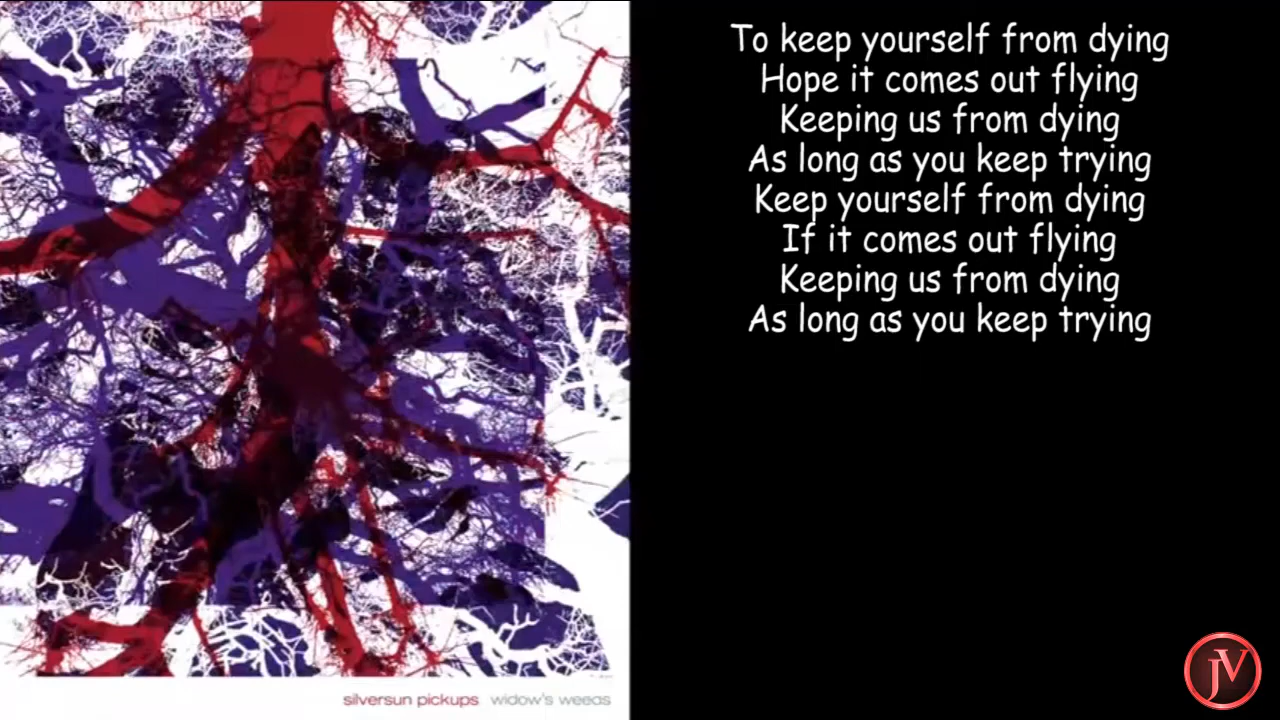 To keep yourself from dying
Hope it comes out flying
Keeping us from dying
As long as you keep trying
Keep yourself from dying
If it comes out flying
Keeping us from dying
As long as you keep trying
silversun pickups widow's weeds
JV